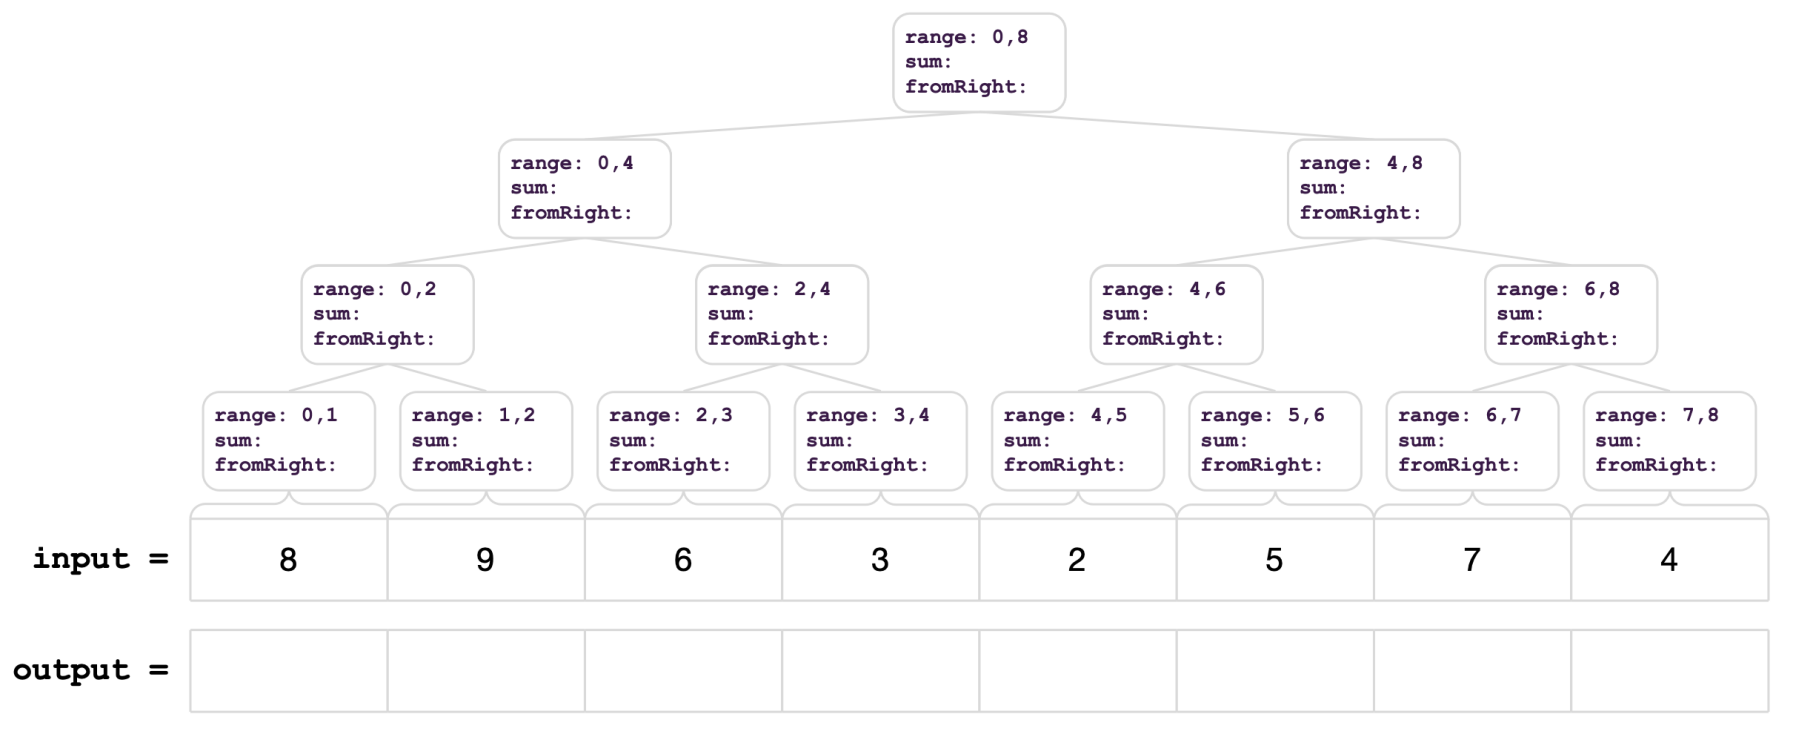 range: 0,8
sum:
fromRight:
range: 0,4
sum:
fromRight:
range: 4,8
sum:
fromRight:
range: 0,2
sum:
fromRight:
range: 2,4
sum:
fromRight:
range: 4,6
sum:
fromRight:
range: 6,8
sum:
fromRight:
range: 0,1
sum:
fromRight:
range: 1,2
sum:
fromRight:
range: 2,3
sum:
fromRight:
range: 3,4
sum:
fromRight:
range: 4,5
sum:
fromRight:
range: 5,6
sum:
fromRight:
range: 6,7
sum:
fromRight:
range: 7,8
sum:
fromRight:
input = 8 9 6 3 2 5 7 4
output =